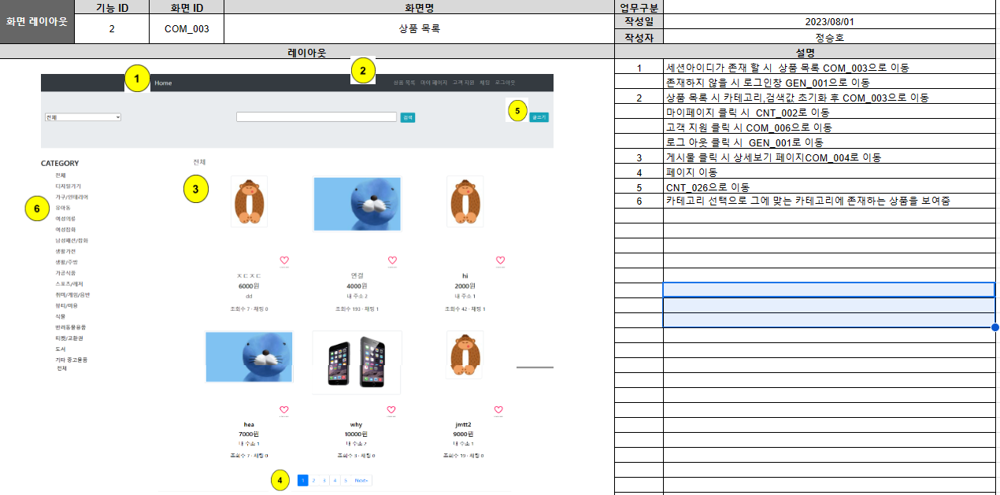 화면 레이아웃
기능 ID
화면 ID
화면명
업무구분
2
COM_003
상품 목록
작성일
2023/08/01
작성자
정승호
레이아웃
설명
1
Home
2
상품 목록 마이 페이지 고객 지원 채팅 로그아웃
전체
검색
5
글쓰기
CATEGORY
전체
디지털기기
가구/인테리어
유아동
여성의류
여성잡화
남성패션/잡화
생활가전
생활/주방
가공식품
스포츠/레저
취미/게임/음반
뷰티/미용
식물
반려동물용품
티켓/교환권
도서
기타 중고물품
전체
6
전체
3
ㅈㄷㅈㄷ
6000원
dd
조회수 7 · 채팅 0
연결
4000원
내 주소 2
조회수 193 · 채팅 1
hi
2000원
내 주소 1
조회수 42 · 채팅 1
hea
7000원
내 주소 1
조회수 7 · 채팅 0
why
10000원
내 주소 2
조회수 3 · 채팅 0
jmtt2
9000원
내 주소 1
조회수 19 · 채팅 0
4
1 2 3 4 5 Next»
1 세션아이디가 존재 할 시 상품 목록 COM_003으로 이동
존재하지 않을 시 로그인창 GEN_001으로 이동
2 상품 목록 시 카테고리,검색값 초기화 후 COM_003으로 이동
마이페이지 클릭 시 CNT_002로 이동
고객 지원 클릭 시 COM_006으로 이동
로그 아웃 클릭 시 GEN_001로 이동
3 게시물 클릭 시 상세보기 페이지COM_004로 이동
4 페이지 이동
5 CNT_026으로 이동
6 카테고리 선택으로 그에 맞는 카테고리에 존재하는 상품을 보여줌